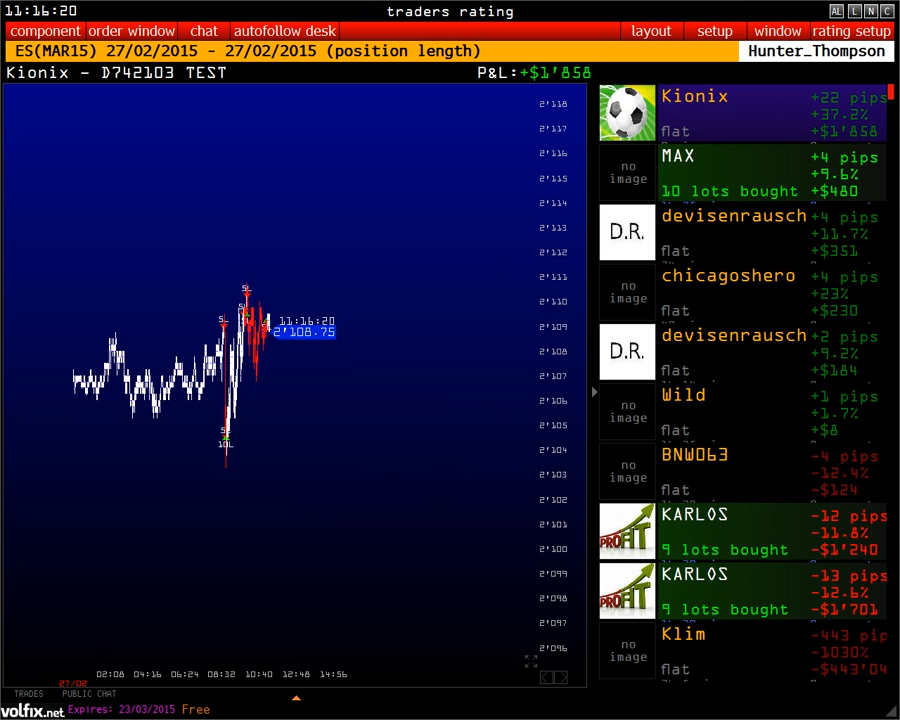 11:16:20 traders rating AL L N C
component order window chat autofollow desk layout setup window rating setup
ES(MAR15) 27/02/2015 - 27/02/2015 (position length) Hunter_Thompson
Kionix - D742103 TEST P&L:+$1'858
2'118
2'117
2'116
2'115
2'114
2'113
2'112
2'111
2'110
2'109
2'108
2'107
2'106
2'105
2'104
2'103
2'102
2'101
2'100
2'099
2'098
2'097
2'096
5L
5L
11:16:20
2'108.75
10L
02:08 04:16 06:24 08:32 10:40 12:48 14:56
27/02
Kionix +22 pips
+37.2%
flat +$1'858
no image
MAX +4 pips
+9.6%
10 lots bought +$480
D.R.
devisenrausch +4 pips
+11.7%
flat +$351
no image
chicagoshero +4 pips
+23%
flat +$230
D.R.
devisenrausch +2 pips
+9.2%
flat +$184
no image
Wild +1 pips
+1.7%
flat +$8
no image
BNW063 -4 pips
-12.4%
flat -$124
PROFIT
KARLOS -12 pips
-11.8%
9 lots bought -$1'240
PROFIT
KARLOS -13 pips
-12.6%
9 lots bought -$1'701
no image
Klim -443 pip
-1030%
flat -$443'04
TRADES PUBLIC CHAT
volfix.net Expires: 23/03/2015 Free